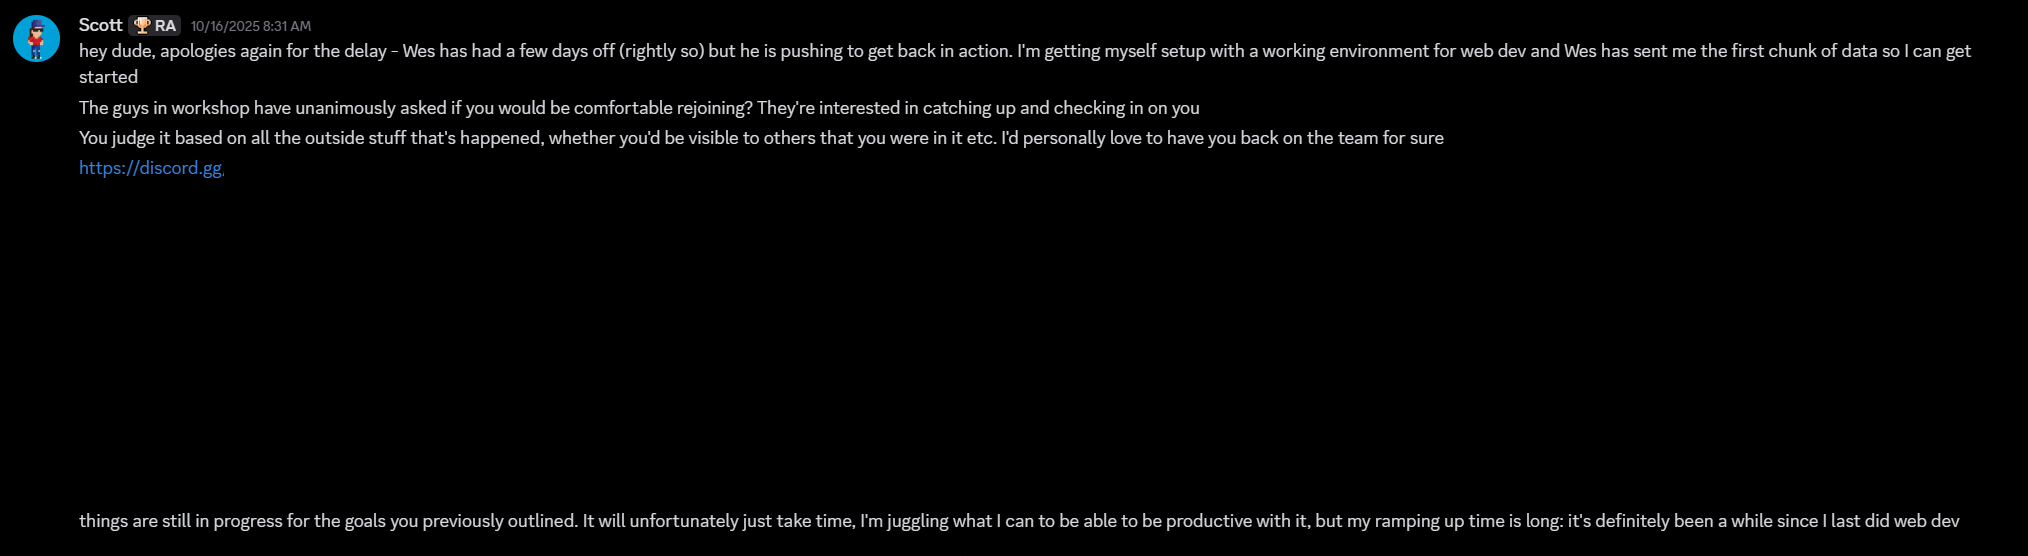 Scott 🏆 RA 10/16/2025 8:31 AM
hey dude, apologies again for the delay - Wes has had a few days off (rightly so) but he is pushing to get back in action. I'm getting myself setup with a working environment for web dev and Wes has sent me the first chunk of data so I can get
started
The guys in workshop have unanimously asked if you would be comfortable rejoining? They're interested in catching up and checking in on you
You judge it based on all the outside stuff that's happened, whether you'd be visible to others that you were in it etc. I'd personally love to have you back on the team for sure
https://discord.gg
things are still in progress for the goals you previously outlined. It will unfortunately just take time, I'm juggling what I can to be able to be productive with it, but my ramping up time is long: it's definitely been a while since I last did web dev